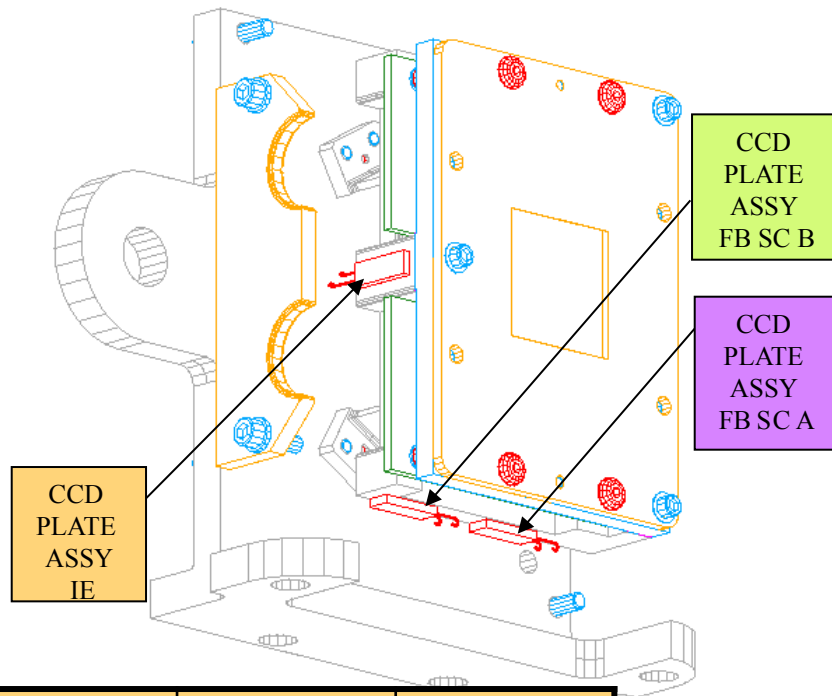 CCD
PLATE
ASSY
FB SC B
CCD
PLATE
ASSY
FB SC A
CCD
PLATE
ASSY
IE